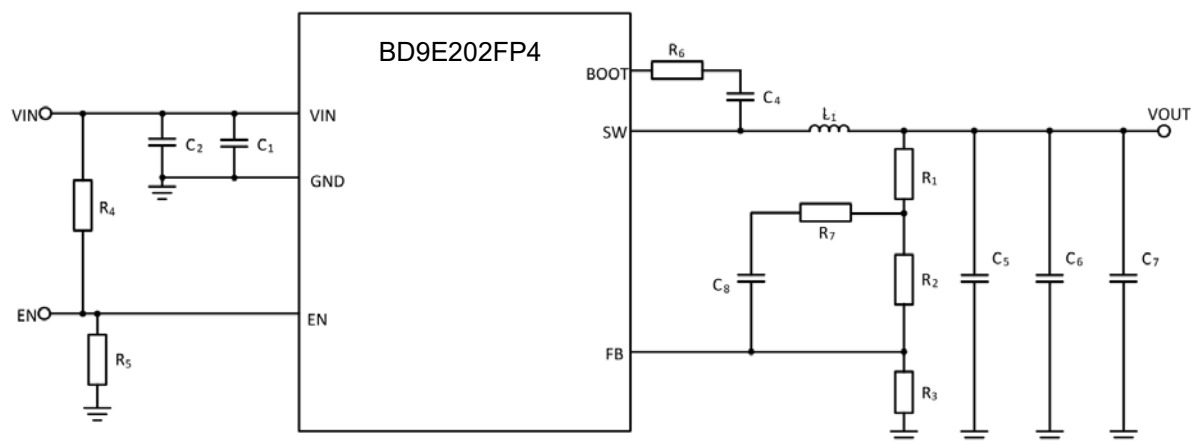 BD9E202FP4
BOOT
R₆
C₄
VIN
VIN
SW
L₁
VOUT
C₂
C₁
GND
R₁
R₄
R₇
C₈
R₂
C₅
C₆
C₇
EN
EN
R₅
FB
R₃